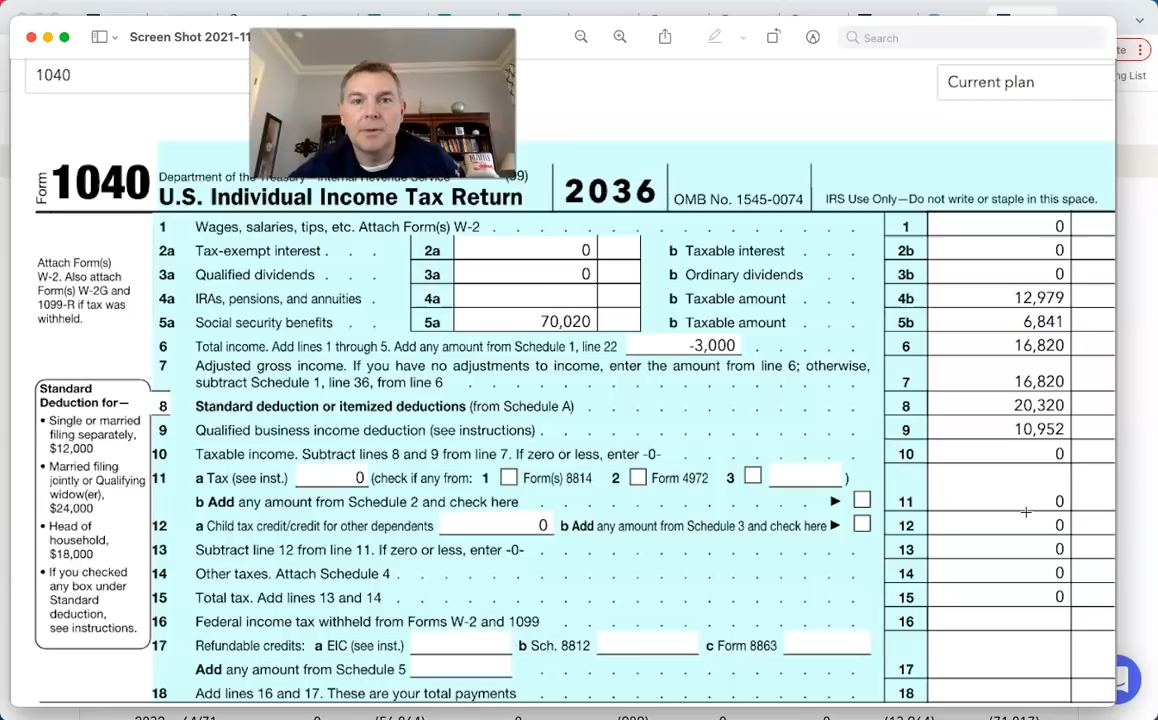 Screen Shot 2021-11
Search
te
ng List
1040
Current plan
Form 1040 Department of the Treasury Internal Revenue Service (99)
U.S. Individual Income Tax Return 2036 OMB No. 1545-0074 IRS Use Only—Do not write or staple in this space.
1 Wages, salaries, tips, etc. Attach Form(s) W-2 1 0
2a Tax-exempt interest 2a 0 b Taxable interest 2b 0
3a Qualified dividends 3a 0 b Ordinary dividends 3b 0
4a IRAs, pensions, and annuities 4a b Taxable amount 4b 12,979
5a Social security benefits 5a 70,020 b Taxable amount 5b 6,841
6 Total income. Add lines 1 through 5. Add any amount from Schedule 1, line 22 -3,000 6 16,820
7 Adjusted gross income. If you have no adjustments to income, enter the amount from line 6; otherwise,
subtract Schedule 1, line 36, from line 6 7 16,820
8 Standard deduction or itemized deductions (from Schedule A) 8 20,320
9 Qualified business income deduction (see instructions) 9 10,952
10 Taxable income. Subtract lines 8 and 9 from line 7. If zero or less, enter -0- 10 0
11 a Tax (see inst.) 0 (check if any from: 1 Form(s) 8814 2 Form 4972 3 )
b Add any amount from Schedule 2 and check here 11 0
12 a Child tax credit/credit for other dependents 0 b Add any amount from Schedule 3 and check here 12 0
13 Subtract line 12 from line 11. If zero or less, enter -0- 13 0
14 Other taxes. Attach Schedule 4 14 0
15 Total tax. Add lines 13 and 14 15 0
16 Federal income tax withheld from Forms W-2 and 1099 16
17 Refundable credits: a EIC (see inst.) b Sch. 8812 c Form 8863
Add any amount from Schedule 5 17
18 Add lines 16 and 17. These are your total payments 18
Attach Form(s)
W-2. Also attach
Form(s) W-2G and
1099-R if tax was
withheld.
Standard
Deduction for—
• Single or married
filing separately,
$12,000
• Married filing
jointly or Qualifying
widow(er),
$24,000
• Head of
household,
$18,000
• If you checked
any box under
Standard
deduction,
see instructions.